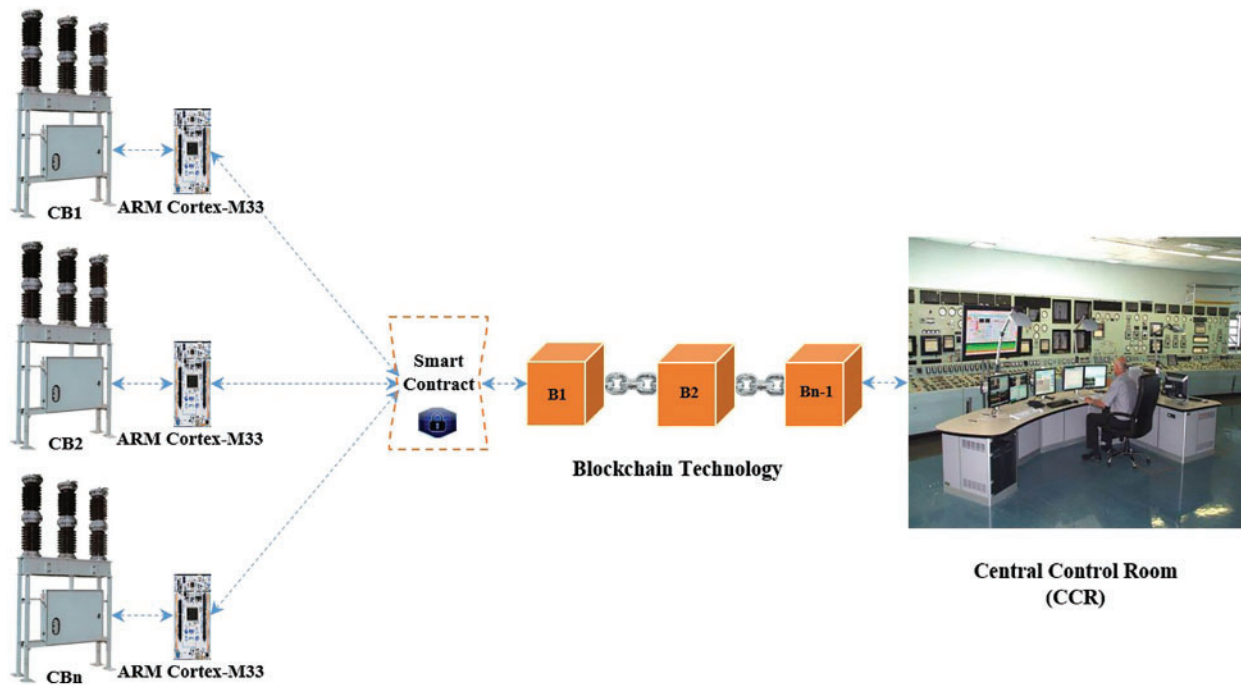 CB1
ARM Cortex-M33
CB2
ARM Cortex-M33
CBn
ARM Cortex-M33
Smart
Contract
B1
B2
Bn-1
Blockchain Technology
Central Control Room
(CCR)